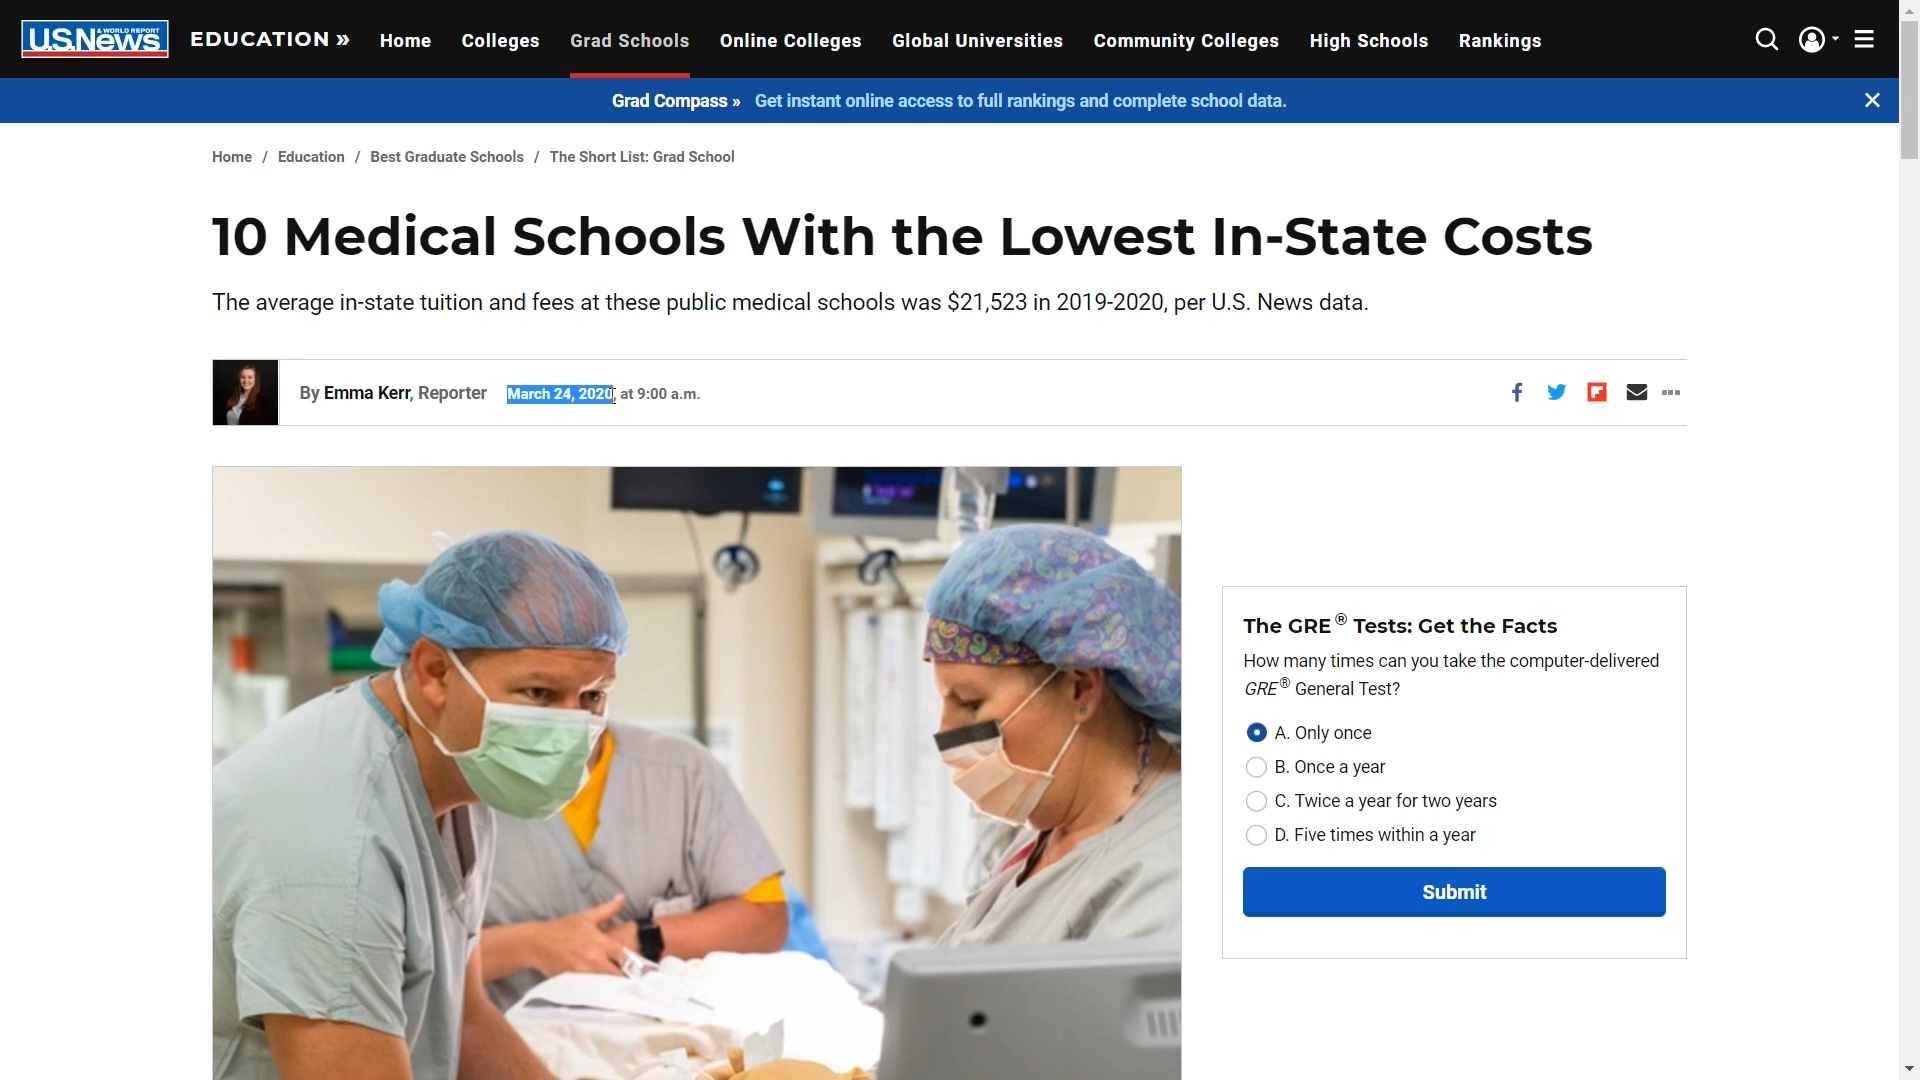 U.S.News & WORLD REPORT
EDUCATION »
Home
Colleges
Grad Schools
Online Colleges
Global Universities
Community Colleges
High Schools
Rankings
Grad Compass » Get instant online access to full rankings and complete school data.
Home / Education / Best Graduate Schools / The Short List: Grad School
10 Medical Schools With the Lowest In-State Costs
The average in-state tuition and fees at these public medical schools was $21,523 in 2019-2020, per U.S. News data.
By Emma Kerr, Reporter March 24, 2020, at 9:00 a.m.
The GRE® Tests: Get the Facts
How many times can you take the computer-delivered
GRE® General Test?
A. Only once
B. Once a year
C. Twice a year for two years
D. Five times within a year
Submit